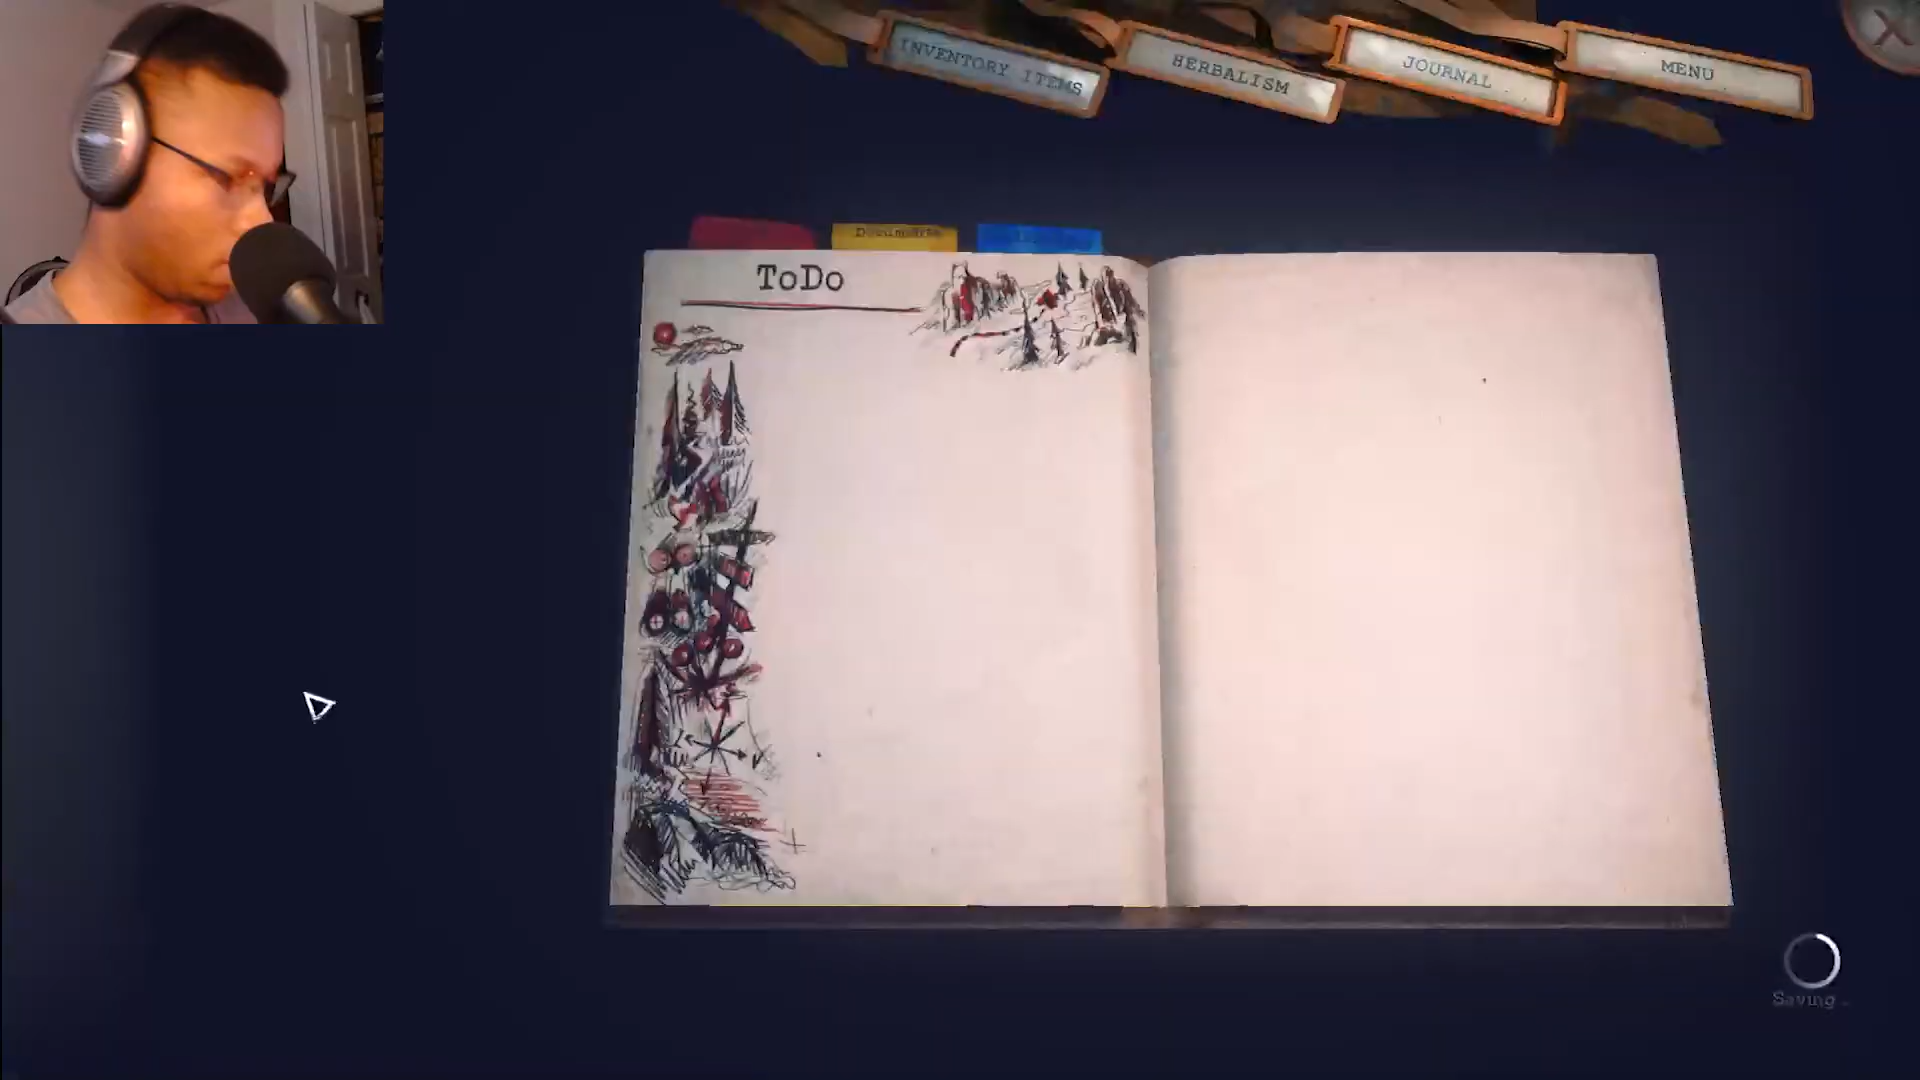 INVENTORY ITEMS
HERBALISM
JOURNAL
MENU
X
Documents
ToDo
Saving